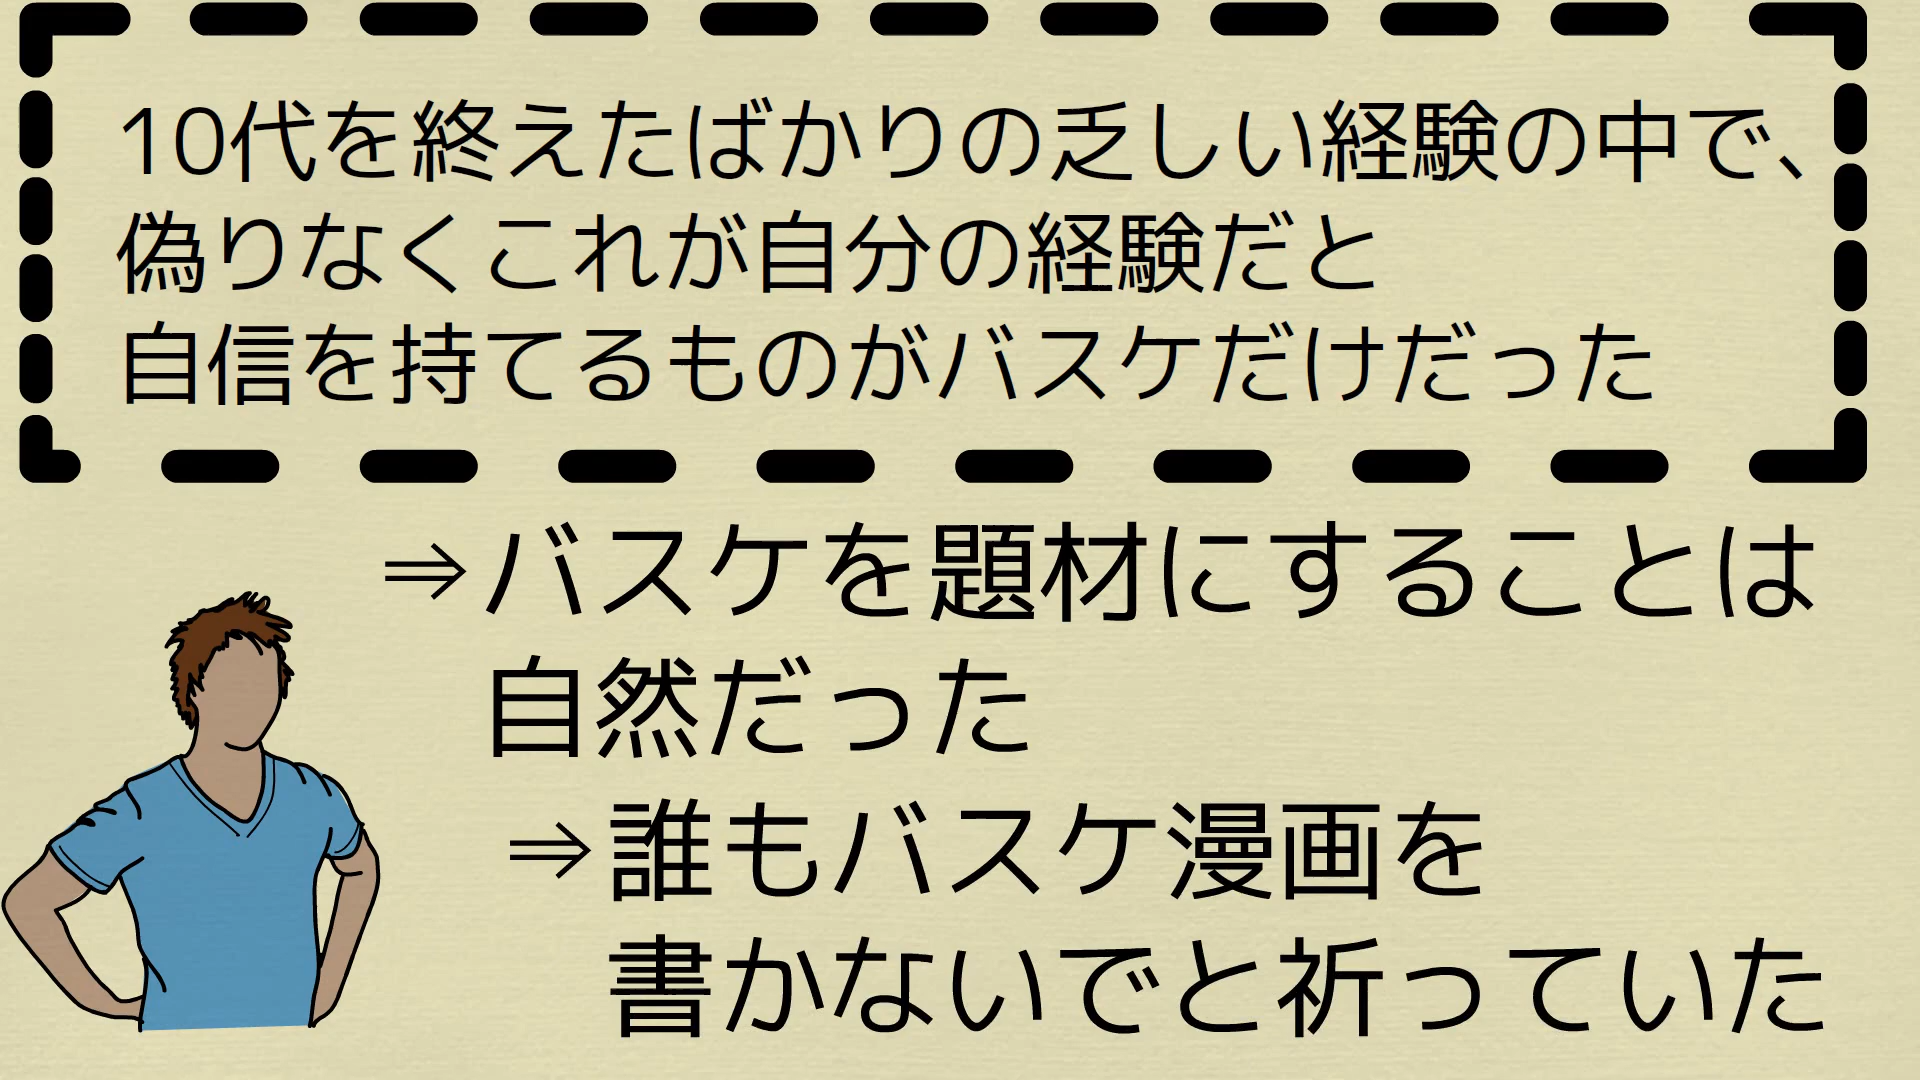 10代を終えたばかりの乏しい経験の中で、
偽りなくこれが自分の経験だと
自信を持てるものがバスケだけだった
⇒バスケを題材にすることは
自然だった
⇒誰もバスケ漫画を
書かないでと祈っていた